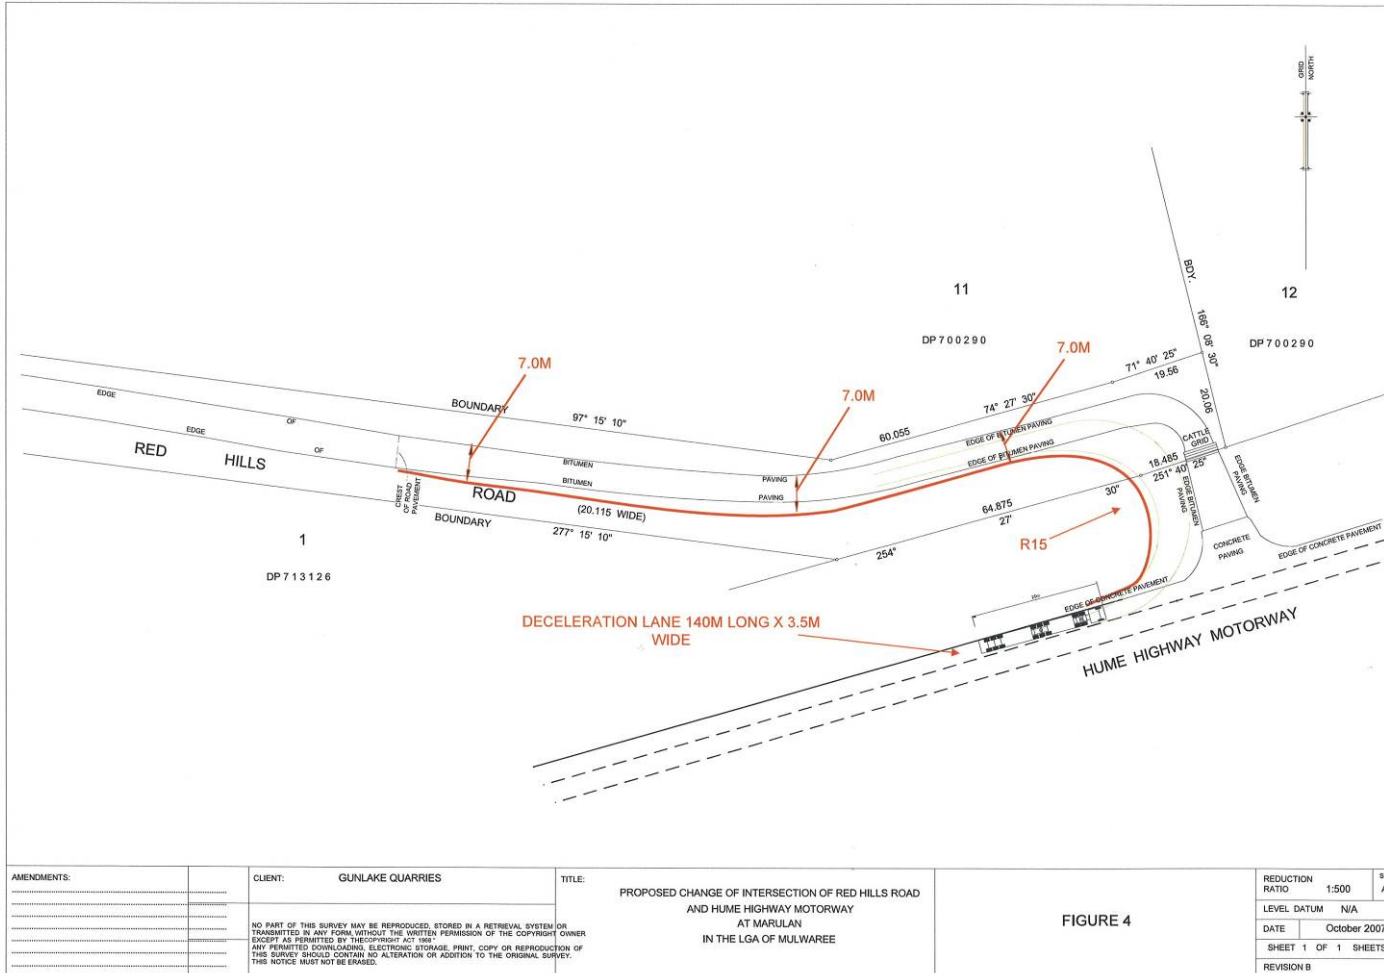 GRID
NORTH
11
12
BDY.
166° 08' 30"
20.06
DP 700290
DP 700290
7.0M
7.0M
7.0M
71° 40' 25"
19.56
74° 27' 30"
60.055
EDGE OF BITUMEN PAVING
EDGE OF BITUMEN PAVING
EDGE OF
EDGE OF
BOUNDARY 97° 15' 10"
RED HILLS ROAD
(20.115 WIDE)
BITUMEN PAVING
BITUMEN PAVING
CREST
OF ROAD
PAVEMENT
BOUNDARY 277° 15' 10"
1
DP 713126
CATTLE
GRID
18.485
251° 40' 25"
EDGE BITUMEN
PAVING
EDGE BITUMEN
PAVING
254° 27' 30"
64.875
R15
CONCRETE
PAVING
EDGE OF CONCRETE PAVEMENT
EDGE OF CONCRETE PAVEMENT
DECELERATION LANE 140M LONG X 3.5M
WIDE
HUME HIGHWAY MOTORWAY
AMENDMENTS:
CLIENT: GUNLAKE QUARRIES
NO PART OF THIS SURVEY MAY BE REPRODUCED, STORED IN A RETRIEVAL SYSTEM OR
TRANSMITTED IN ANY FORM, WITHOUT THE WRITTEN PERMISSION OF THE COPYRIGHT OWNER
EXCEPT AS PERMITTED BY THECOPYRIGHT ACT 1968"
ANY PERMITTED DOWNLOADING, ELECTRONIC STORAGE, PRINT, COPY OR REPRODUCTION OF
THIS SURVEY SHOULD CONTAIN NO ALTERATION OR ADDITION TO THE ORIGINAL SURVEY.
THIS NOTICE MUST NOT BE ERASED.
TITLE:
PROPOSED CHANGE OF INTERSECTION OF RED HILLS ROAD
AND HUME HIGHWAY MOTORWAY
AT MARULAN
IN THE LGA OF MULWAREE
FIGURE 4
REDUCTION
RATIO 1:500
LEVEL DATUM N/A
DATE October 2007
SHEET 1 OF 1 SHEETS
REVISION B